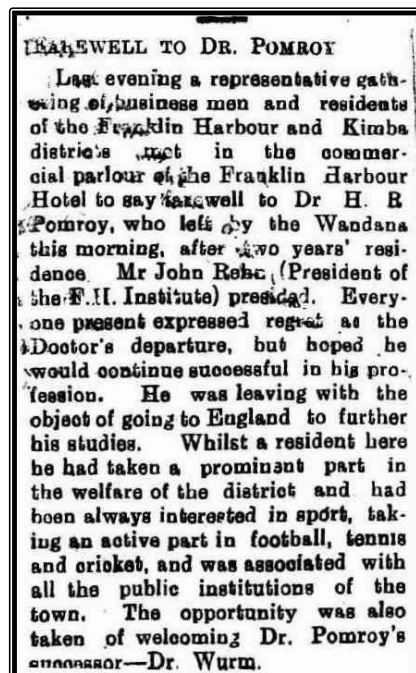 FAREWELL TO DR. POMROY
Last evening a representative gath-
ering of business men and residents
of the Franklin Harbour and Kimba
districts met in the commer-
cial parlour of the Franklin Harbour
Hotel to say farewell to Dr H. R
Pomroy, who left by the Wandana
this morning, after two years' resi-
dence. Mr John (President of
the F.H. Institute) presided. Every-
one present expressed regret at the
Doctor's departure, but hoped he
would continue successful in his pro-
fession. He was leaving with the
object of going to England to further
his studies. Whilst a resident here
he had taken a prominent part in
the welfare of the district and had
been always interested in sport, tak-
ing an active part in football, tennis
and cricket, and was associated with
all the public institutions of the
town. The opportunity was also
taken of welcoming Dr. Pomroy's
successor—Dr. Wurm.